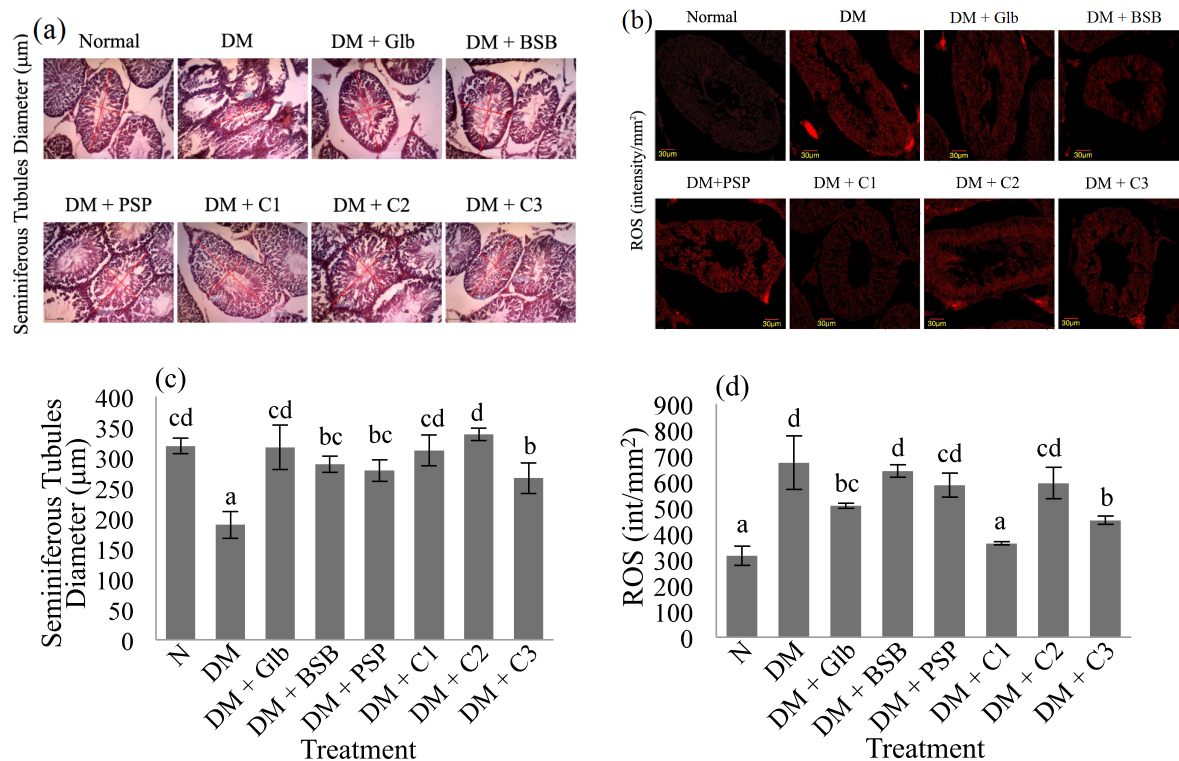 (a)
Normal DM DM + Glb DM + BSB
DM + PSP DM + C1 DM + C2 DM + C3
Seminiferous Tubules Diameter (μm)
(b)
Normal DM DM + Glb DM + BSB
30μm 30μm 30μm 30μm
DM+PSP DM + C1 DM + C2 DM + C3
30μm 30μm 30μm 30μm
ROS (intensity/mm²)
(c)
Seminiferous Tubules
Diameter (μm)
400
350
300
250
200
150
100
50
0
cd a cd bc bc cd d b
N DM DM + Glb DM + BSB DM + PSP DM + C1 DM + C2 DM + C3
Treatment
(d)
ROS (int/mm²)
900
800
700
600
500
400
300
200
100
0
a d bc d cd a cd b
N DM DM + Glb DM + BSB DM + PSP DM + C1 DM + C2 DM + C3
Treatment